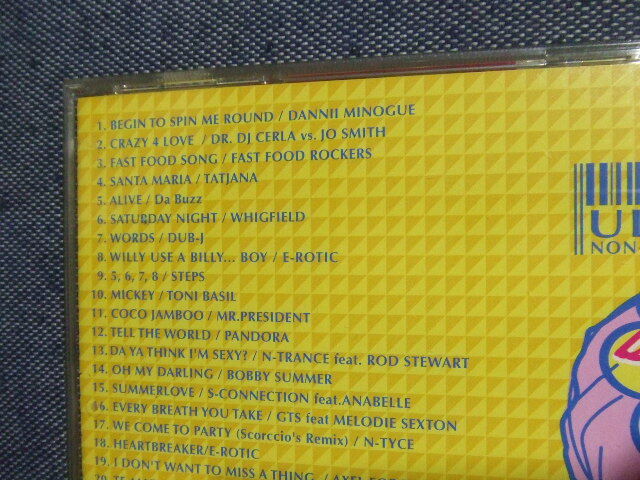 1. BEGIN TO SPIN ME ROUND / DANNII MINOGUE
2. CRAZY 4 LOVE / DR. DJ CERLA vs. JO SMITH
3. FAST FOOD SONG / FAST FOOD ROCKERS
4. SANTA MARIA / TATJANA
5. ALIVE / Da Buzz
6. SATURDAY NIGHT / WHIGFIELD
7. WORDS / DUB-J
8. WILLY USE A BILLY... BOY / E-ROTIC
9. 5, 6, 7, 8 / STEPS
10. MICKEY / TONI BASIL
11. COCO JAMBOO / MR.PRESIDENT
12. TELL THE WORLD / PANDORA
13. DA YA THINK I'M SEXY? / N-TRANCE feat. ROD STEWART
14. OH MY DARLING / BOBBY SUMMER
15. SUMMERLOVE / S-CONNECTION feat.ANABELLE
16. EVERY BREATH YOU TAKE / GTS feat MELODIE SEXTON
17. WE COME TO PARTY (Scorccio's Remix) / N-TYCE
18. HEARTBREAKER/E-ROTIC
19. I DON'T WANT TO MISS A THING / AXEL
20.
NON-